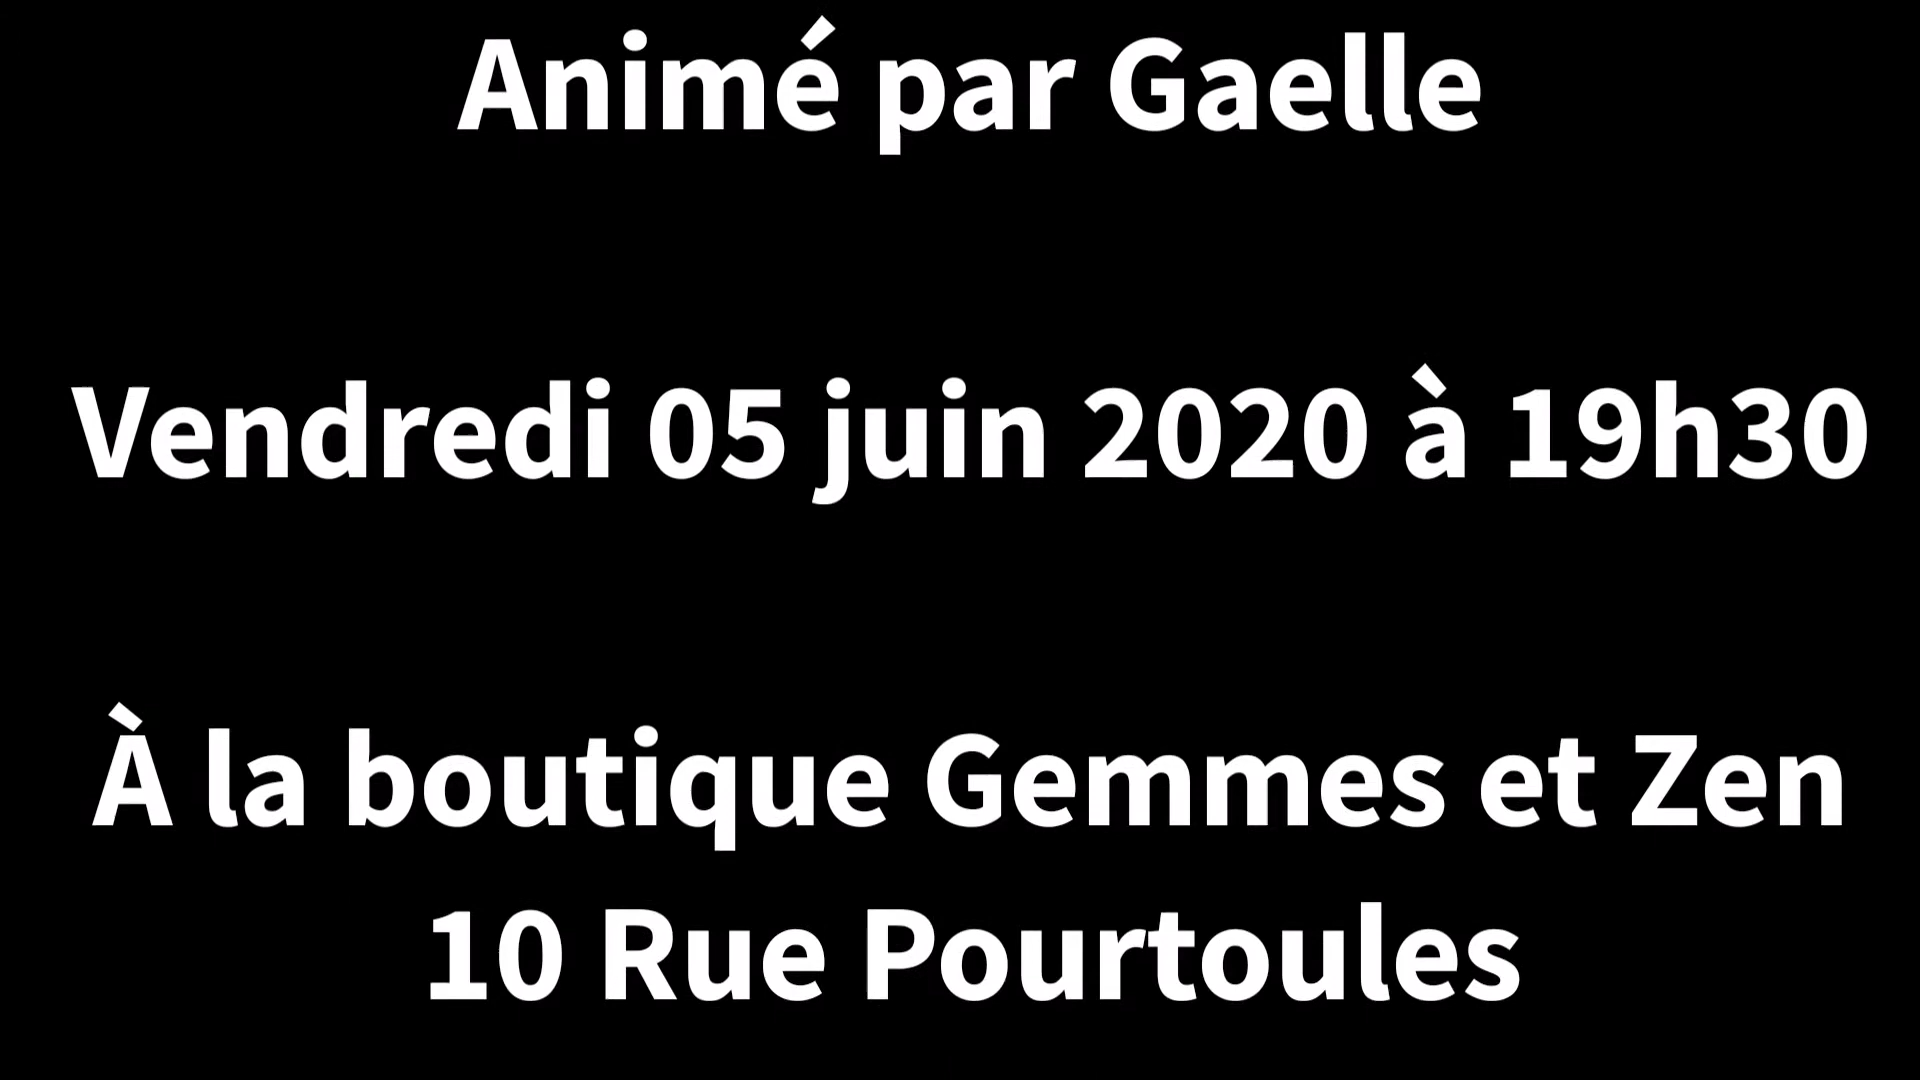 Animé par Gaelle
Vendredi 05 juin 2020 à 19h30
À la boutique Gemmes et Zen
10 Rue Pourtoules